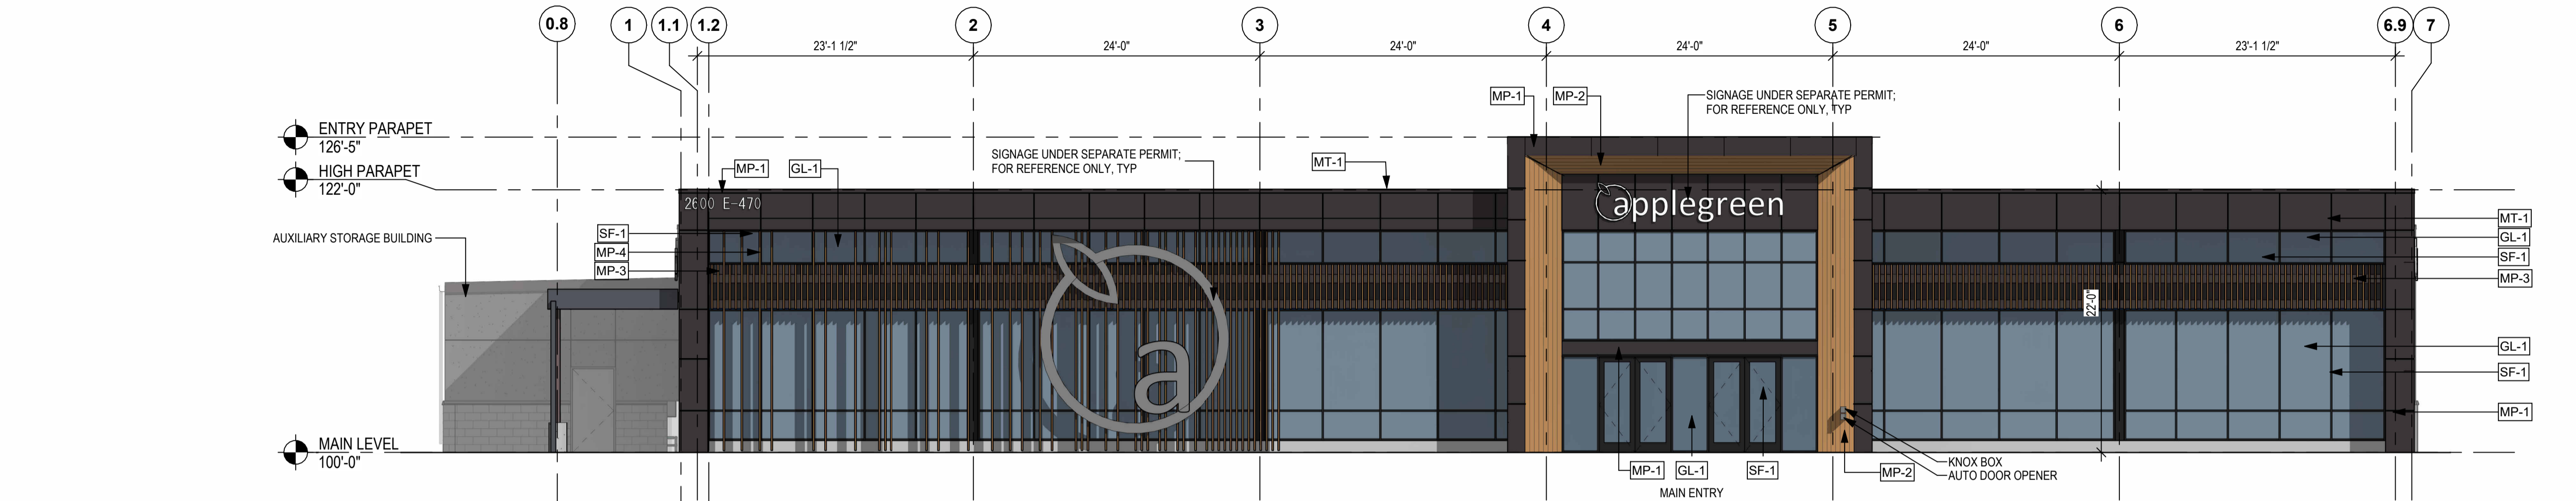 0.8 1 1.1 1.2 2 3 4 5 6 6.9 7
23'-1 1/2" 24'-0" 24'-0" 24'-0" 24'-0" 23'-1 1/2"
MP-1 MP-2
SIGNAGE UNDER SEPARATE PERMIT;
FOR REFERENCE ONLY, TYP
ENTRY PARAPET
126'-5"
SIGNAGE UNDER SEPARATE PERMIT;
FOR REFERENCE ONLY, TYP
HIGH PARAPET
122'-0"
MP-1 GL-1
MT-1
2600 E-470
applegreen
AUXILIARY STORAGE BUILDING
SF-1
MP-4
MP-3
a
22'-0"
MT-1
GL-1
SF-1
MP-3
GL-1
SF-1
MP-1
MAIN LEVEL
100'-0"
MP-1 GL-1 SF-1
MAIN ENTRY
MP-2
KNOX BOX
AUTO DOOR OPENER